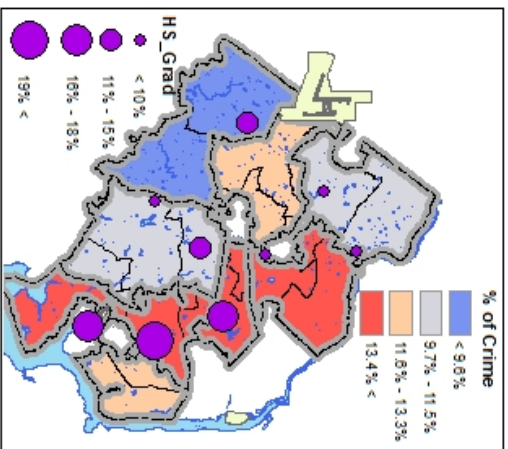 % of Crime
< 9.6%
9.7% - 11.5%
11.6% - 13.3%
13.4% <
HS_Grad
< 10%
11% - 15%
16% - 18%
19% <